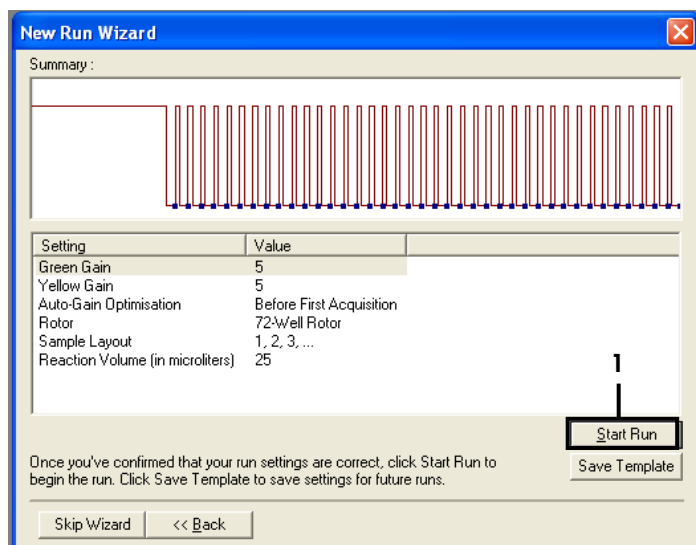 New Run Wizard
Summary :
Setting Value
Green Gain 5
Yellow Gain 5
Auto-Gain Optimisation Before First Acquisition
Rotor 72-Well Rotor
Sample Layout 1, 2, 3, ...
Reaction Volume (in microliters) 25
1
Start Run
Once you've confirmed that your run settings are correct, click Start Run to
begin the run. Click Save Template to save settings for future runs.
Save Template
Skip Wizard
<< Back